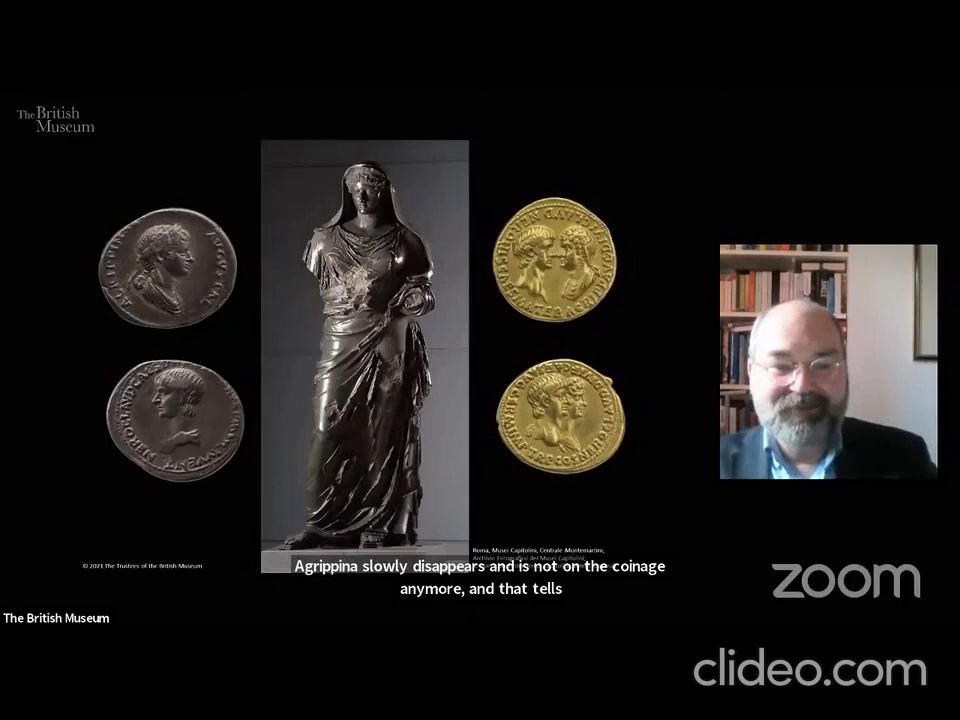 The British
Museum
© 2021 The Trustees of the British Museum
Roma, Musei Capitolini, Centrale Montemartini,
Archivio Fotografico dei Musei Capitolini
Agrippina slowly disappears and is not on the coinage
anymore, and that tells
zoom
The British Museum
clideo.com